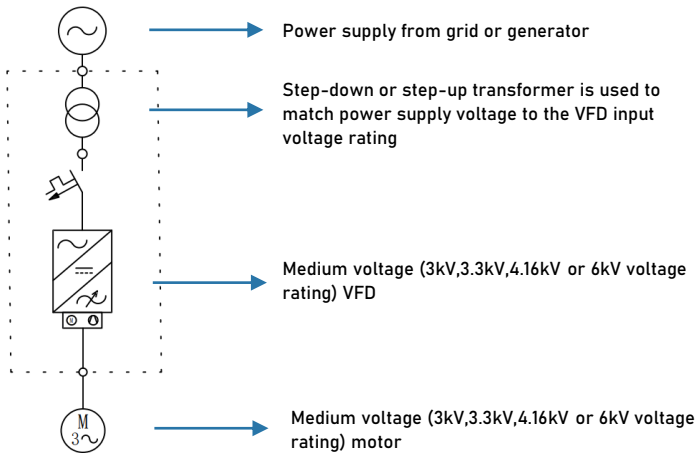 Power supply from grid or generator
Step-down or step-up transformer is used to
match power supply voltage to the VFD input
voltage rating
Medium voltage (3kV,3.3kV,4.16kV or 6kV voltage
rating) VFD
M
3~
Medium voltage (3kV,3.3kV,4.16kV or 6kV voltage
rating) motor